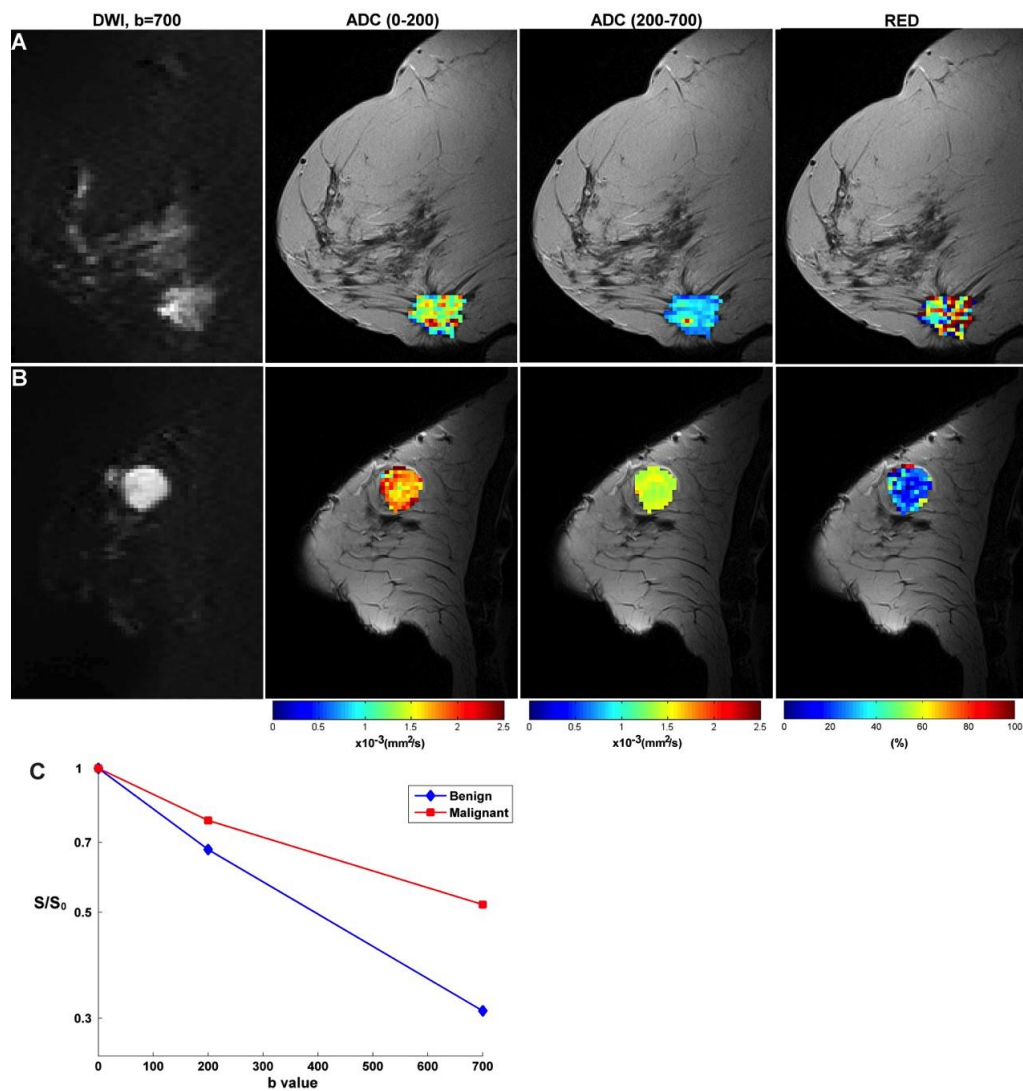 DWI, b=700 ADC (0-200) ADC (200-700) RED
A
B
0 0.5 1 1.5 2 2.5 0 0.5 1 1.5 2 2.5 0 20 40 60 80 100
x10⁻³(mm²/s) x10⁻³(mm²/s) (%)
C
1
Benign
Malignant
0.7
S/S₀
0.5
0.3
0 100 200 300 400 500 600 700
b value